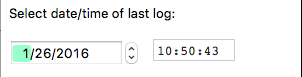 Select date/time of last log:
1/26/2016 10:50:43